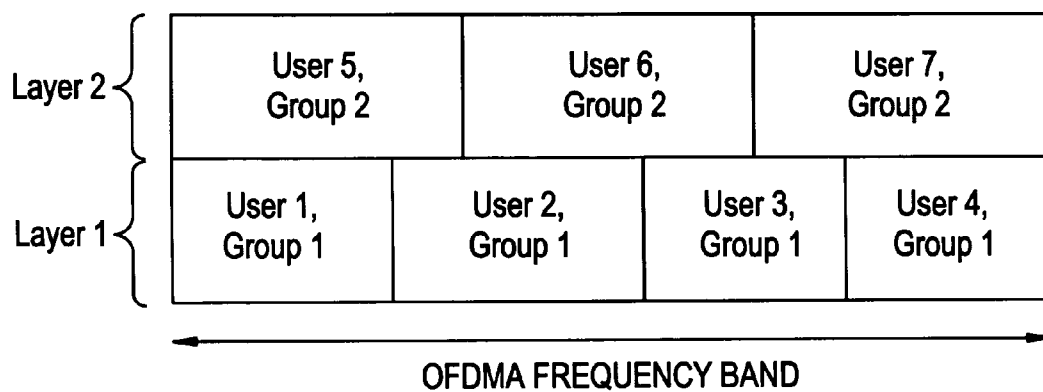 Layer 2
User 5,
Group 2
User 6,
Group 2
User 7,
Group 2
Layer 1
User 1,
Group 1
User 2,
Group 1
User 3,
Group 1
User 4,
Group 1
OFDMA FREQUENCY BAND